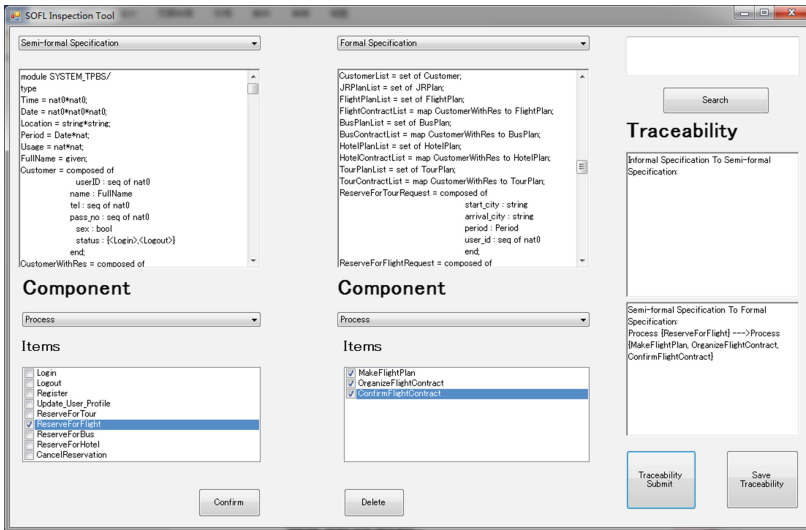 SOFL Inspection Tool
Semi-formal Specification
module SYSTEM_TPBS/
type
Time = nat0*nat0;
Date = nat0*nat0*nat0;
Location = string*string;
Period = Date*nat;
Usage = nat*nat;
FullName = given;
Customer = composed of
userID : seq of nat0
name : FullName
tel : seq of nat0
pass_no : seq of nat0
sex : bool
status : {<Login>,<Logout>}
end;
CustomerWithRes = composed of
Component
Process
Items
Login
Logout
Register
Update_User_Profile
ReserveForTour
ReserveForFlight
ReserveForBus
ReserveForHotel
CancelReservation
Confirm
Formal Specification
CustomerList = set of Customer;
JRPlanList = set of JRPlan;
FlightPlanList = set of FlightPlan;
FlightContractList = map CustomerWithRes to FlightPlan;
BusPlanList = set of BusPlan;
BusContractList = map CustomerWithRes to BusPlan;
HotelPlanList = set of HotelPlan;
HotelContractList = map CustomerWithRes to HotelPlan;
TourPlanList = set of TourPlan;
TourContractList = map CustomerWithRes to TourPlan;
ReserveForTourRequest = composed of
start_city : string
arrival_city : string
period : Period
user_id : seq of nat0
end;
ReserveForFlightRequest = composed of
Component
Process
Items
MakeFlightPlan
OrganizeFlightContract
ConfirmFlightContract
Delete
Search
Traceability
Informal Specification To Semi-formal
Specification:
Semi-formal Specification To Formal
Specification:
Process {ReserveForFlight} --->Process
{MakeFlightPlan, OrganizeFlightContract,
ConfirmFlightContract}
Traceability
Submit
Save
Traceability